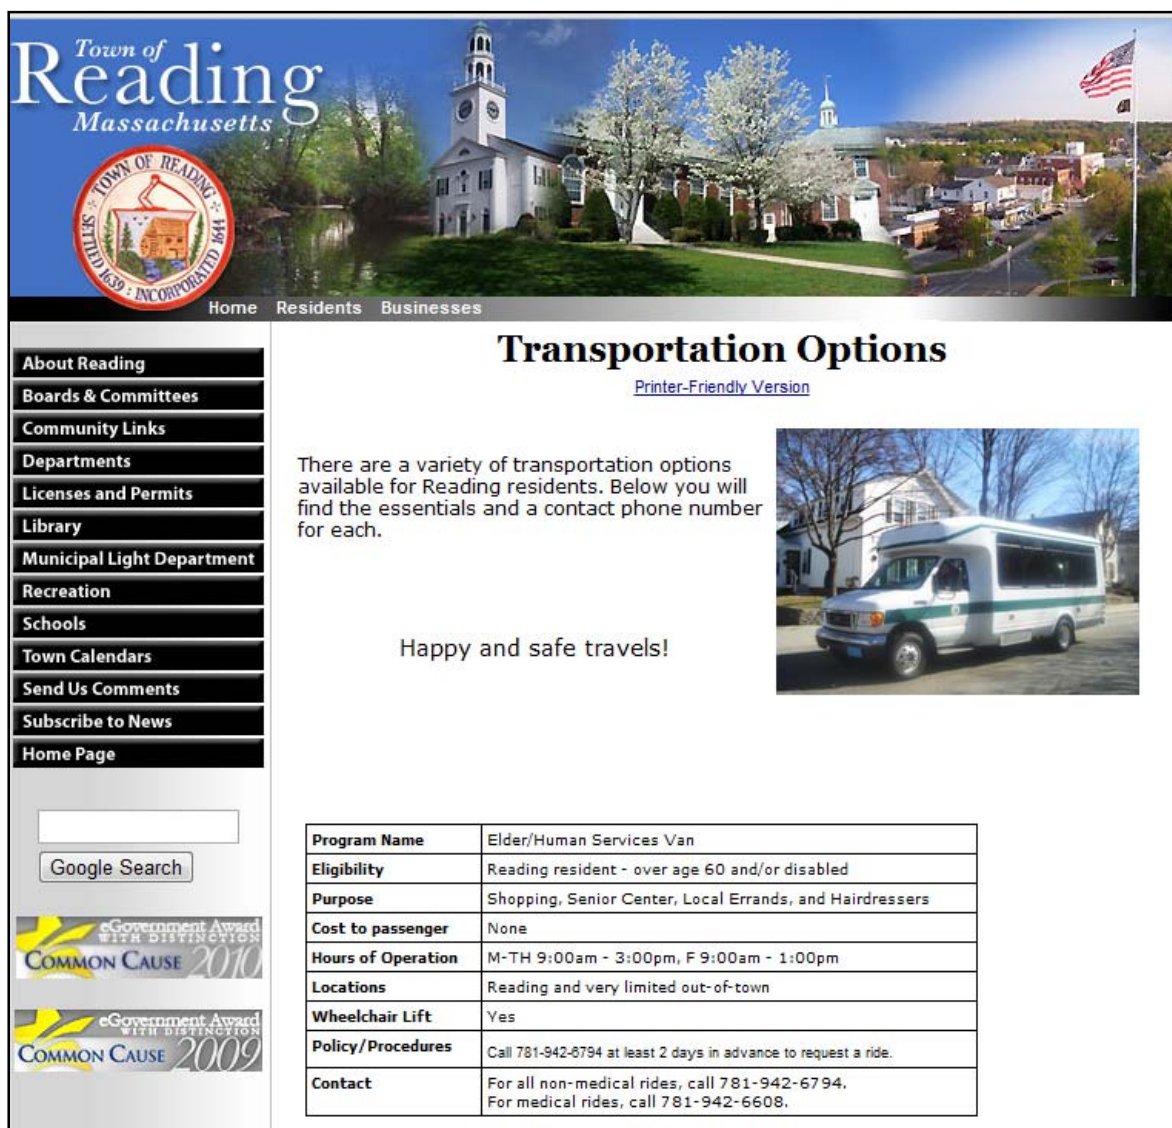 Town of
Reading
Massachusetts
TOWN OF READING
SETTLED 1639 : INCORPORATED 1644
Home Residents Businesses
About Reading
Boards & Committees
Community Links
Departments
Licenses and Permits
Library
Municipal Light Department
Recreation
Schools
Town Calendars
Send Us Comments
Subscribe to News
Home Page
Google Search
eGovernment Award
WITH DISTINCTION
COMMON CAUSE 2010
eGovernment Award
WITH DISTINCTION
COMMON CAUSE 2009
Transportation Options
Printer-Friendly Version
There are a variety of transportation options
available for Reading residents. Below you will
find the essentials and a contact phone number
for each.
Happy and safe travels!
Program Name Elder/Human Services Van
Eligibility Reading resident - over age 60 and/or disabled
Purpose Shopping, Senior Center, Local Errands, and Hairdressers
Cost to passenger None
Hours of Operation M-TH 9:00am - 3:00pm, F 9:00am - 1:00pm
Locations Reading and very limited out-of-town
Wheelchair Lift Yes
Policy/Procedures Call 781-942-6794 at least 2 days in advance to request a ride.
Contact For all non-medical rides, call 781-942-6794.
For medical rides, call 781-942-6608.